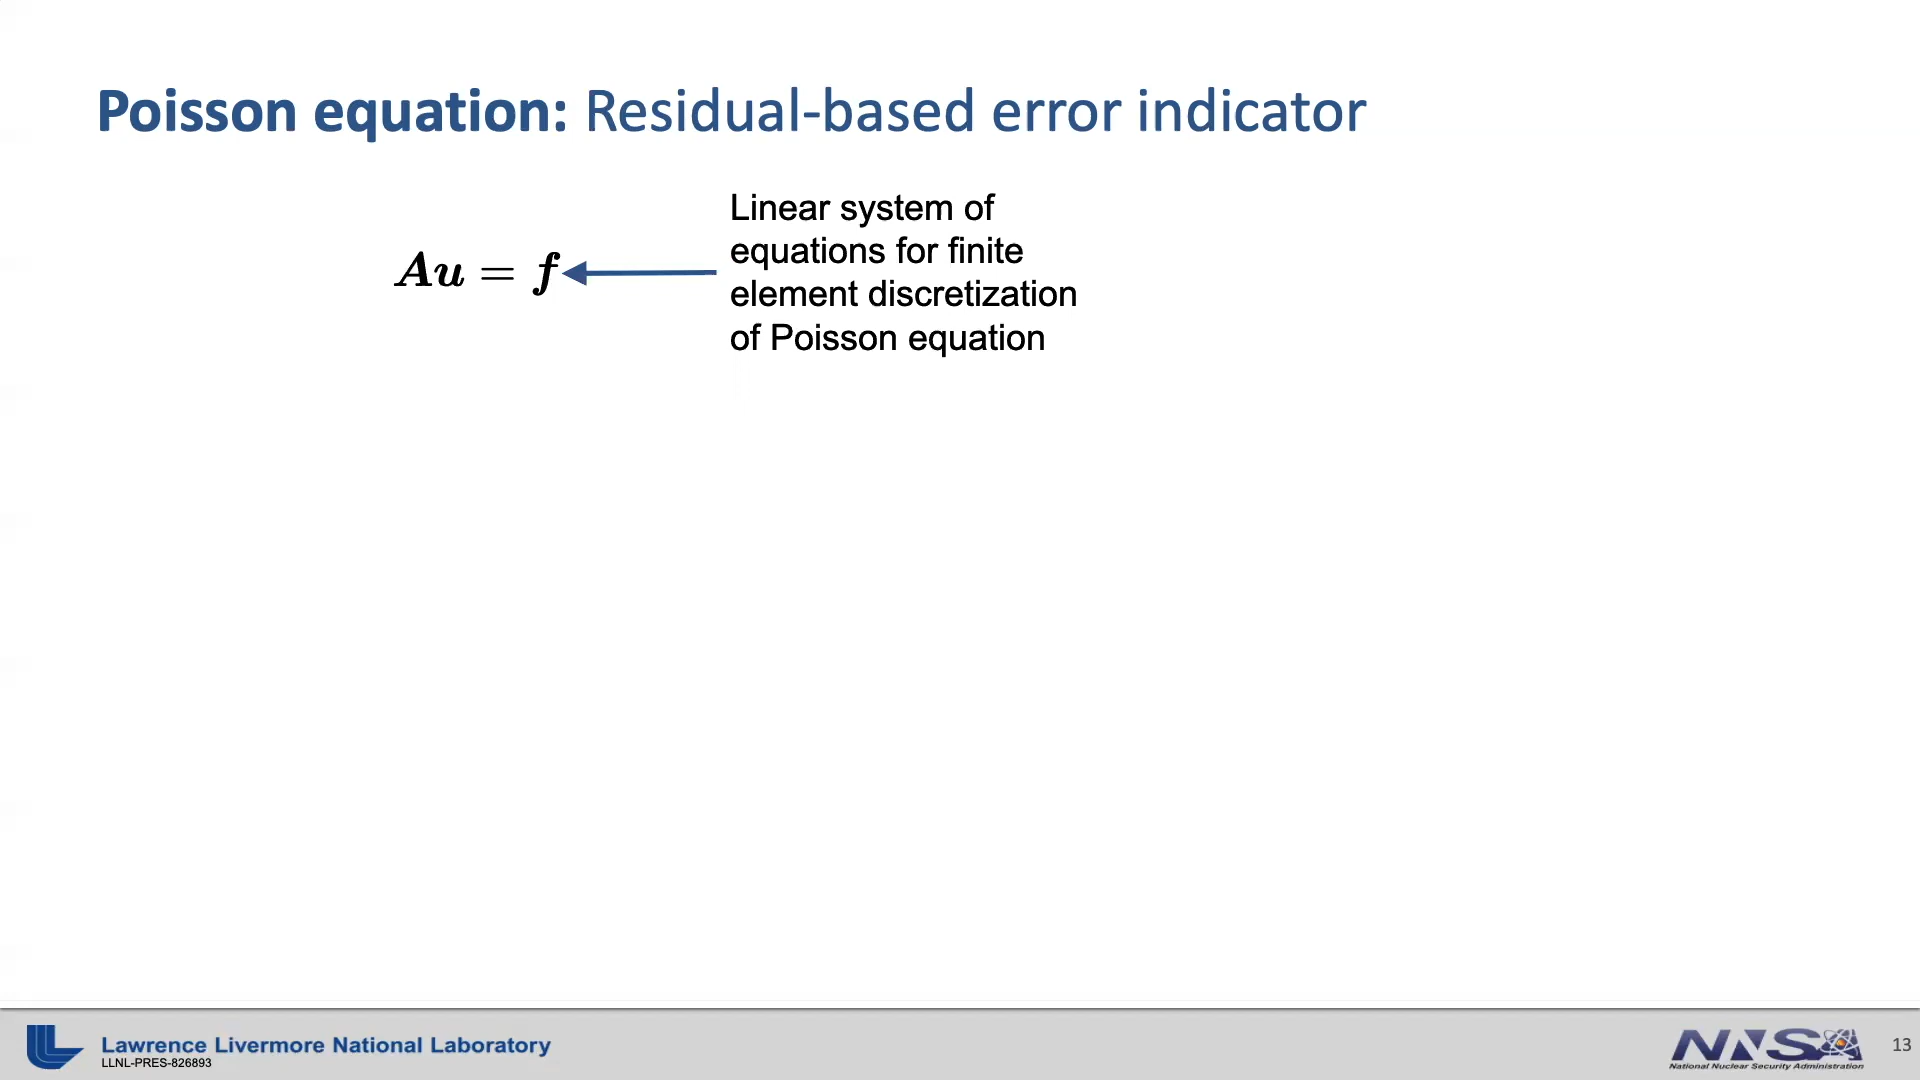 Poisson equation: Residual-based error indicator
Linear system of
equations for finite
element discretization
of Poisson equation
Au = f
Lawrence Livermore National Laboratory
LLNL-PRES-826893
NNSA
National Nuclear Security Administration
13